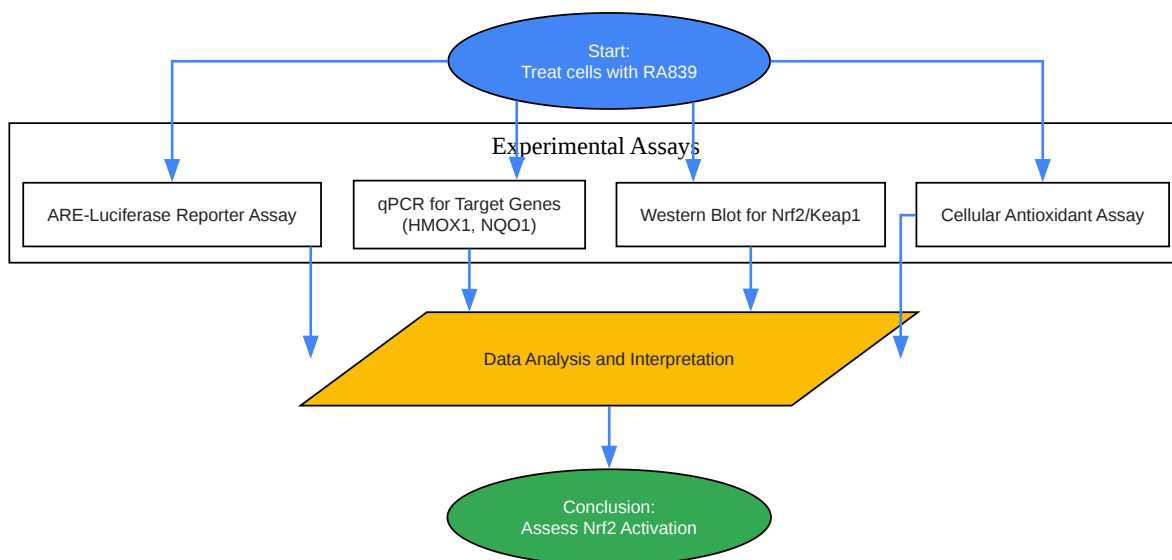 Start:
Treat cells with RA839
Experimental Assays
ARE-Luciferase Reporter Assay
qPCR for Target Genes
(HMOX1, NQO1)
Western Blot for Nrf2/Keap1
Cellular Antioxidant Assay
Data Analysis and Interpretation
Conclusion:
Assess Nrf2 Activation